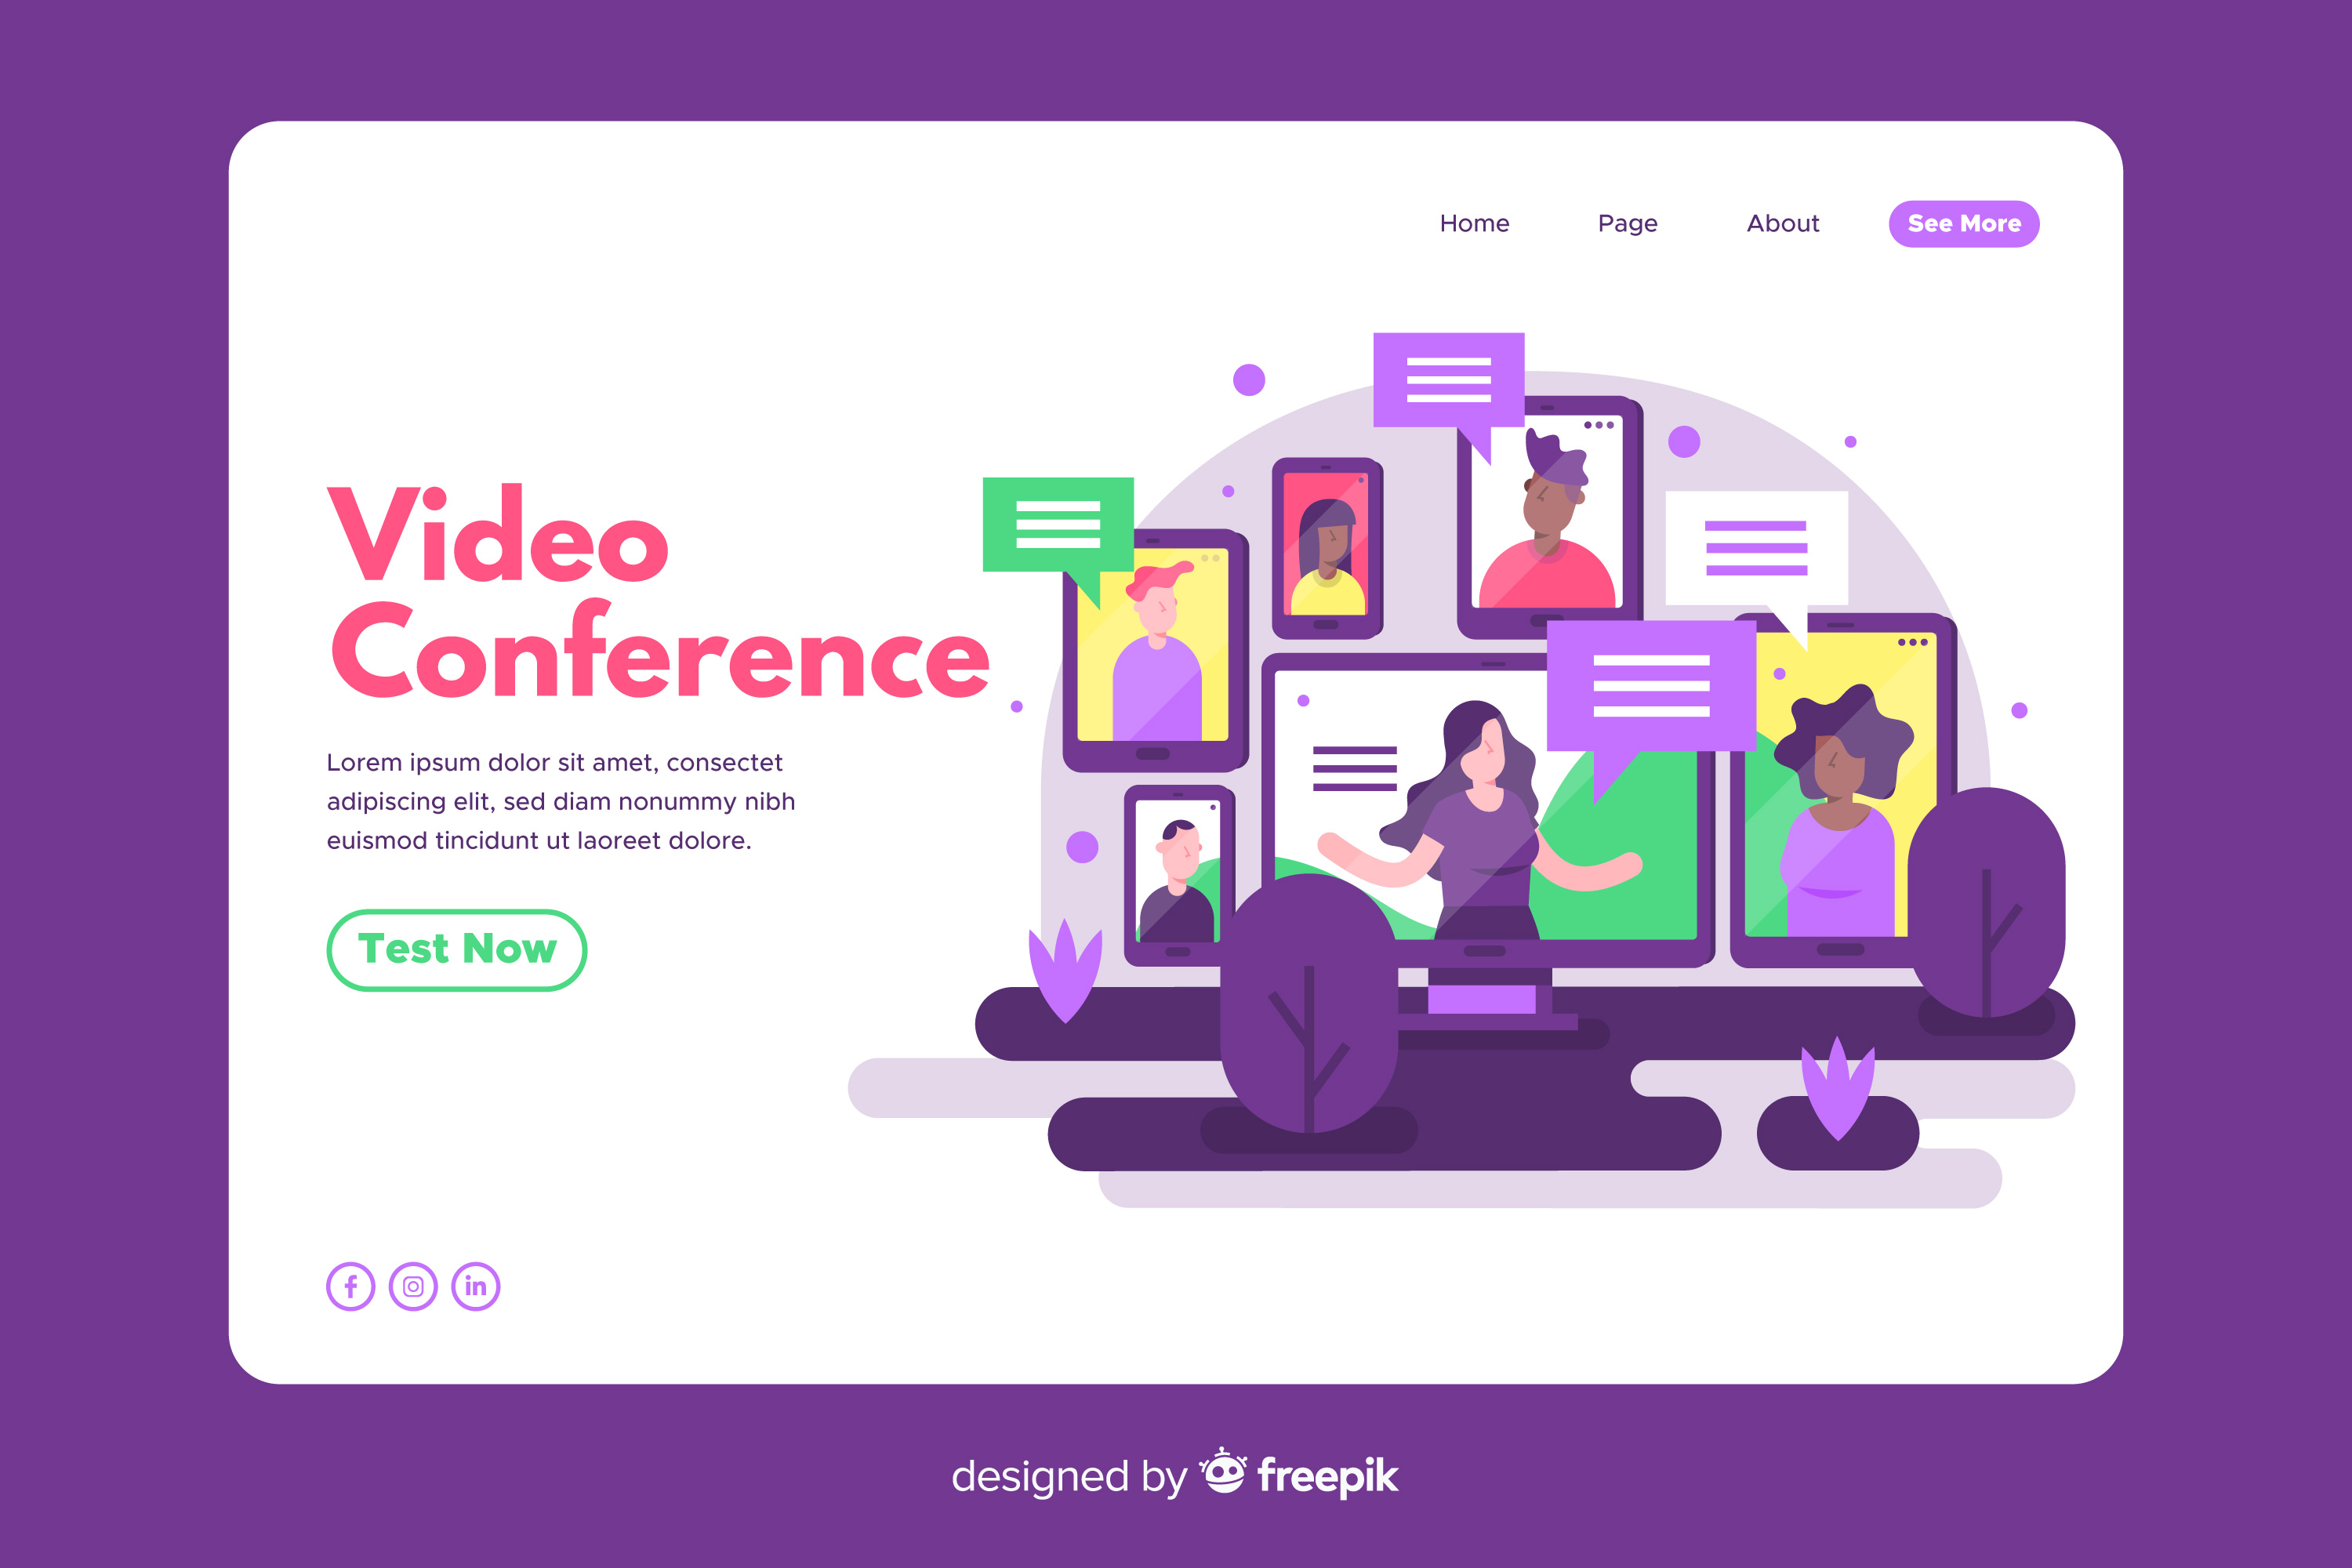 Home Page About See More
Video
Conference
Lorem ipsum dolor sit amet, consectet
adipiscing elit, sed diam nonummy nibh
euismod tincidunt ut laoreet dolore.
Test Now
f in
designed by freepik